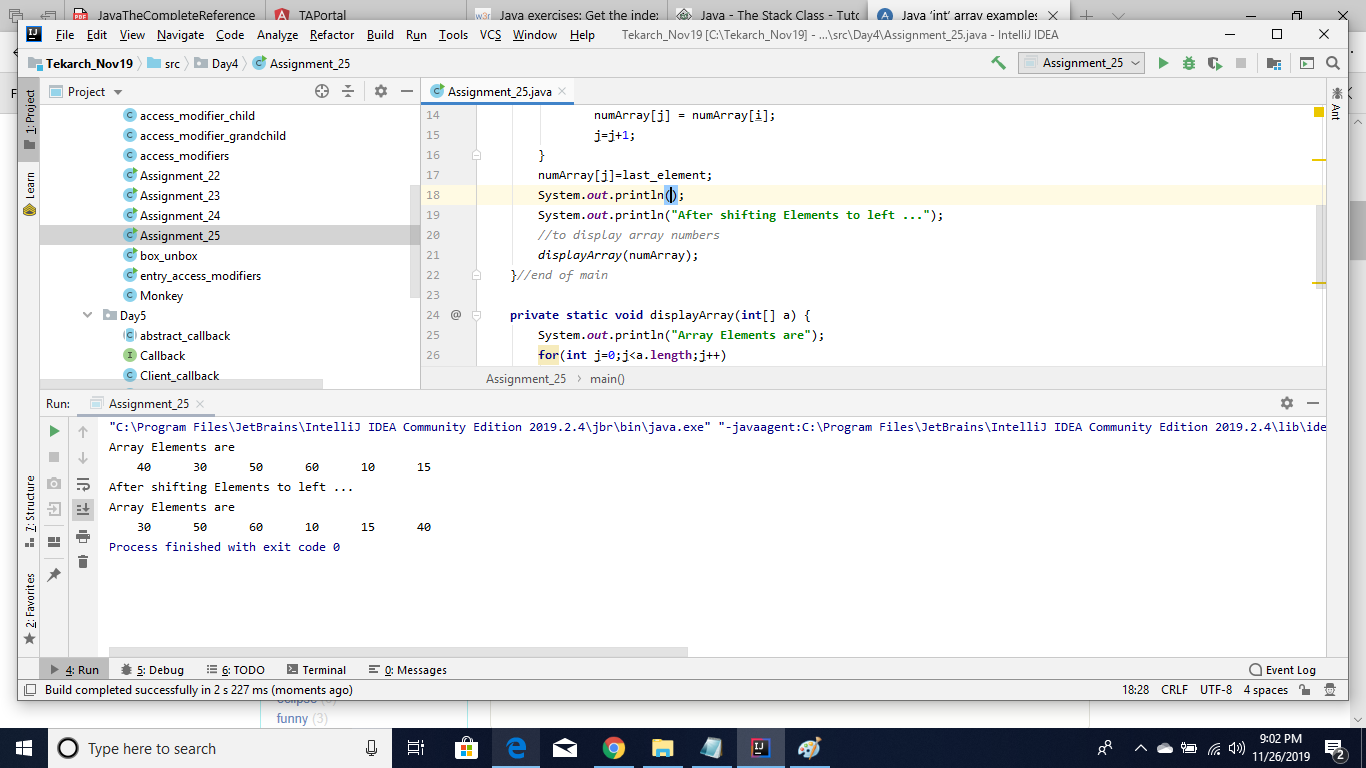 JavaTheCompleteReference TAPortal Java exercises: Get the index Java - The Stack Class - Tuto Java 'int' array examples
File Edit View Navigate Code Analyze Refactor Build Run Tools VCS Window Help Tekarch_Nov19 [C:\Tekarch_Nov19] - ...\src\Day4\Assignment_25.java - IntelliJ IDEA
Tekarch_Nov19 src Day4 Assignment_25 Assignment_25
Project Assignment_25.java
1: Project
Learn
7: Structure
2: Favorites
Ant
access_modifier_child
access_modifier_grandchild
access_modifiers
Assignment_22
Assignment_23
Assignment_24
Assignment_25
box_unbox
entry_access_modifiers
Monkey
Day5
abstract_callback
Callback
Client_callback
14 numArray[j] = numArray[i];
15 j=j+1;
16 }
17 numArray[j]=last_element;
18 System.out.println();
19 System.out.println("After shifting Elements to left ...");
20 //to display array numbers
21 displayArray(numArray);
22 }//end of main
23
24 @ private static void displayArray(int[] a) {
25 System.out.println("Array Elements are");
26 for(int j=0;j<a.length;j++)
Assignment_25 main()
Run: Assignment_25
"C:\Program Files\JetBrains\IntelliJ IDEA Community Edition 2019.2.4\jbr\bin\java.exe" "-javaagent:C:\Program Files\JetBrains\IntelliJ IDEA Community Edition 2019.2.4\lib\ide
Array Elements are
40 30 50 60 10 15
After shifting Elements to left ...
Array Elements are
30 50 60 10 15 40
Process finished with exit code 0
4: Run 5: Debug 6: TODO Terminal 0: Messages Event Log
Build completed successfully in 2 s 227 ms (moments ago) 18:28 CRLF UTF-8 4 spaces
funny (3)
Type here to search
9:02 PM
11/26/2019
2